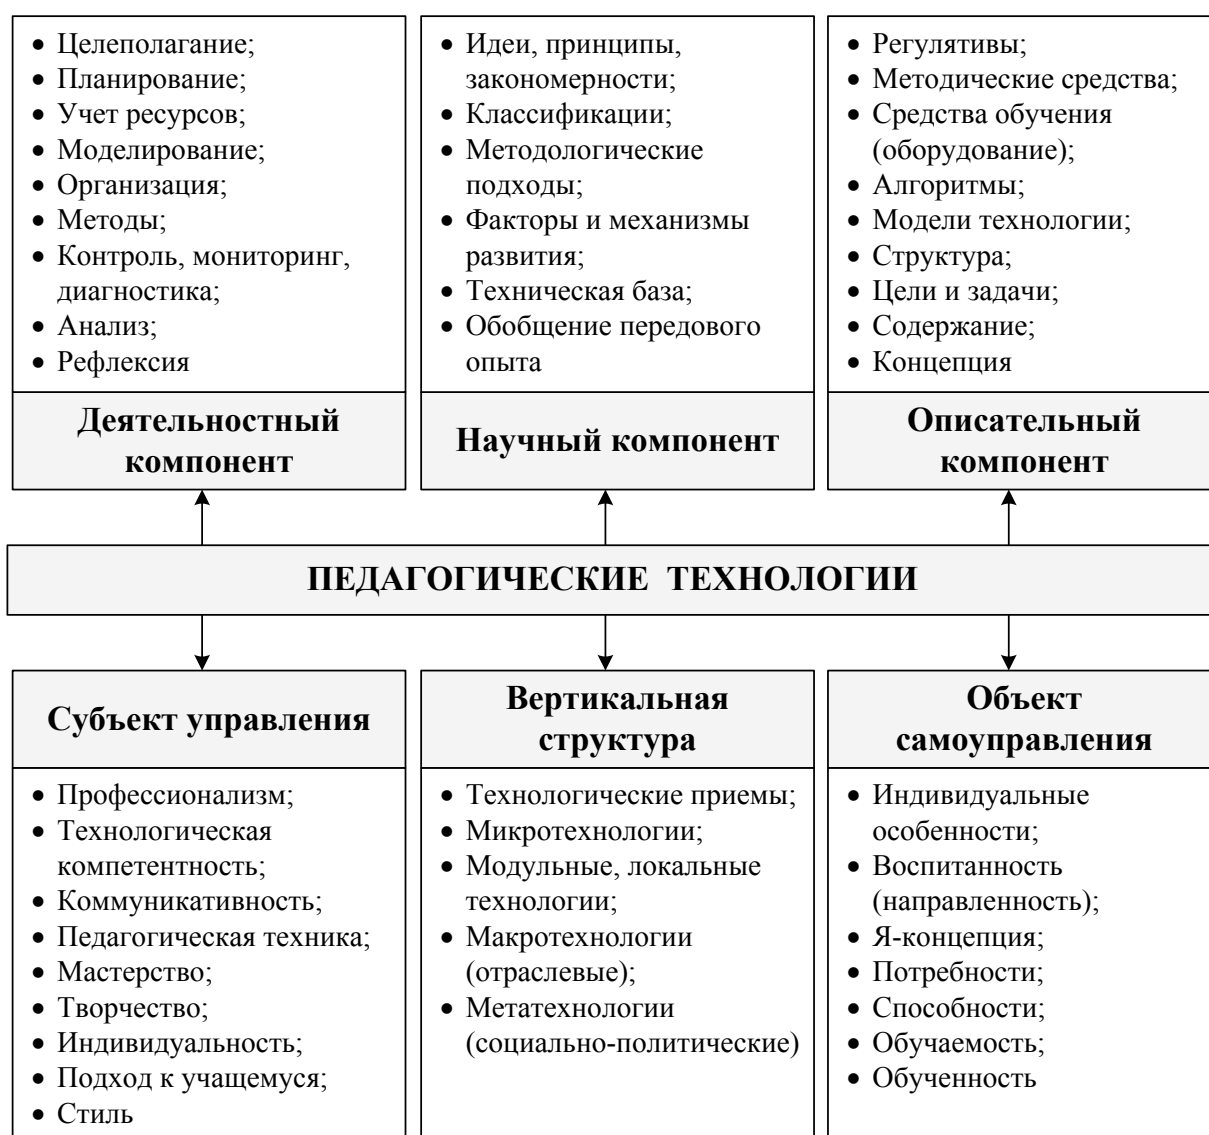 • Целеполагание;
• Планирование;
• Учет ресурсов;
• Моделирование;
• Организация;
• Методы;
• Контроль, мониторинг,
диагностика;
• Анализ;
• Рефлексия
Деятельностный
компонент
• Идеи, принципы,
закономерности;
• Классификации;
• Методологические
подходы;
• Факторы и механизмы
развития;
• Техническая база;
• Обобщение передового
опыта
Научный компонент
• Регулятивы;
• Методические средства;
• Средства обучения
(оборудование);
• Алгоритмы;
• Модели технологии;
• Структура;
• Цели и задачи;
• Содержание;
• Концепция
Описательный
компонент
ПЕДАГОГИЧЕСКИЕ ТЕХНОЛОГИИ
Субъект управления
• Профессионализм;
• Технологическая
компетентность;
• Коммуникативность;
• Педагогическая техника;
• Мастерство;
• Творчество;
• Индивидуальность;
• Подход к учащемуся;
• Стиль
Вертикальная
структура
• Технологические приемы;
• Микротехнологии;
• Модульные, локальные
технологии;
• Макротехнологии
(отраслевые);
• Метатехнологии
(социально-политические)
Объект
самоуправления
• Индивидуальные
особенности;
• Воспитанность
(направленность);
• Я-концепция;
• Потребности;
• Способности;
• Обучаемость;
• Обученность